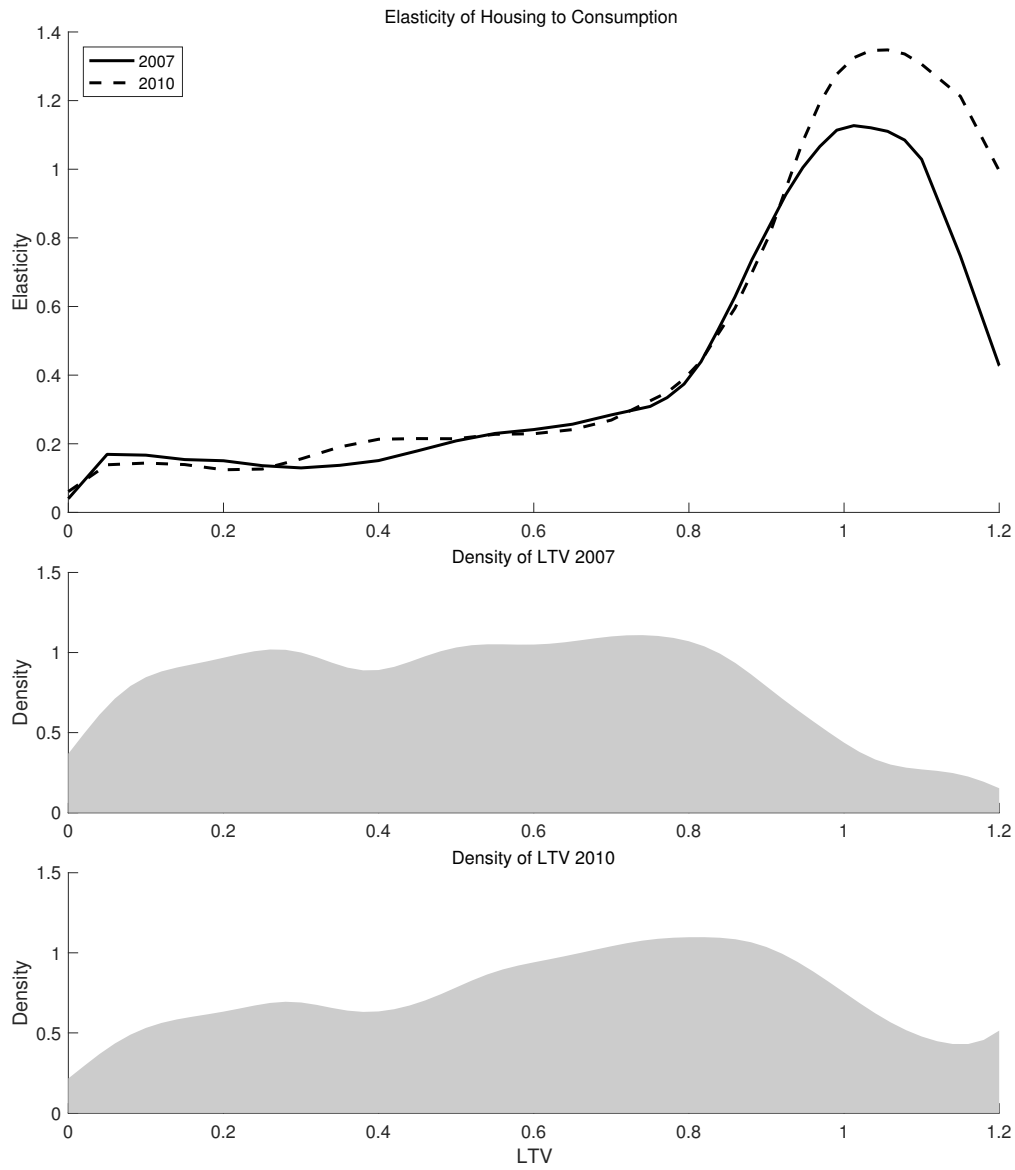 Elasticity of Housing to Consumption
1.4
2007
2010
1.2
1
0.8
Elasticity
0.6
0.4
0.2
0
0 0.2 0.4 0.6 0.8 1 1.2
Density of LTV 2007
1.5
1
Density
0.5
0
0 0.2 0.4 0.6 0.8 1 1.2
Density of LTV 2010
1.5
1
Density
0.5
0
0 0.2 0.4 0.6 0.8 1 1.2
LTV